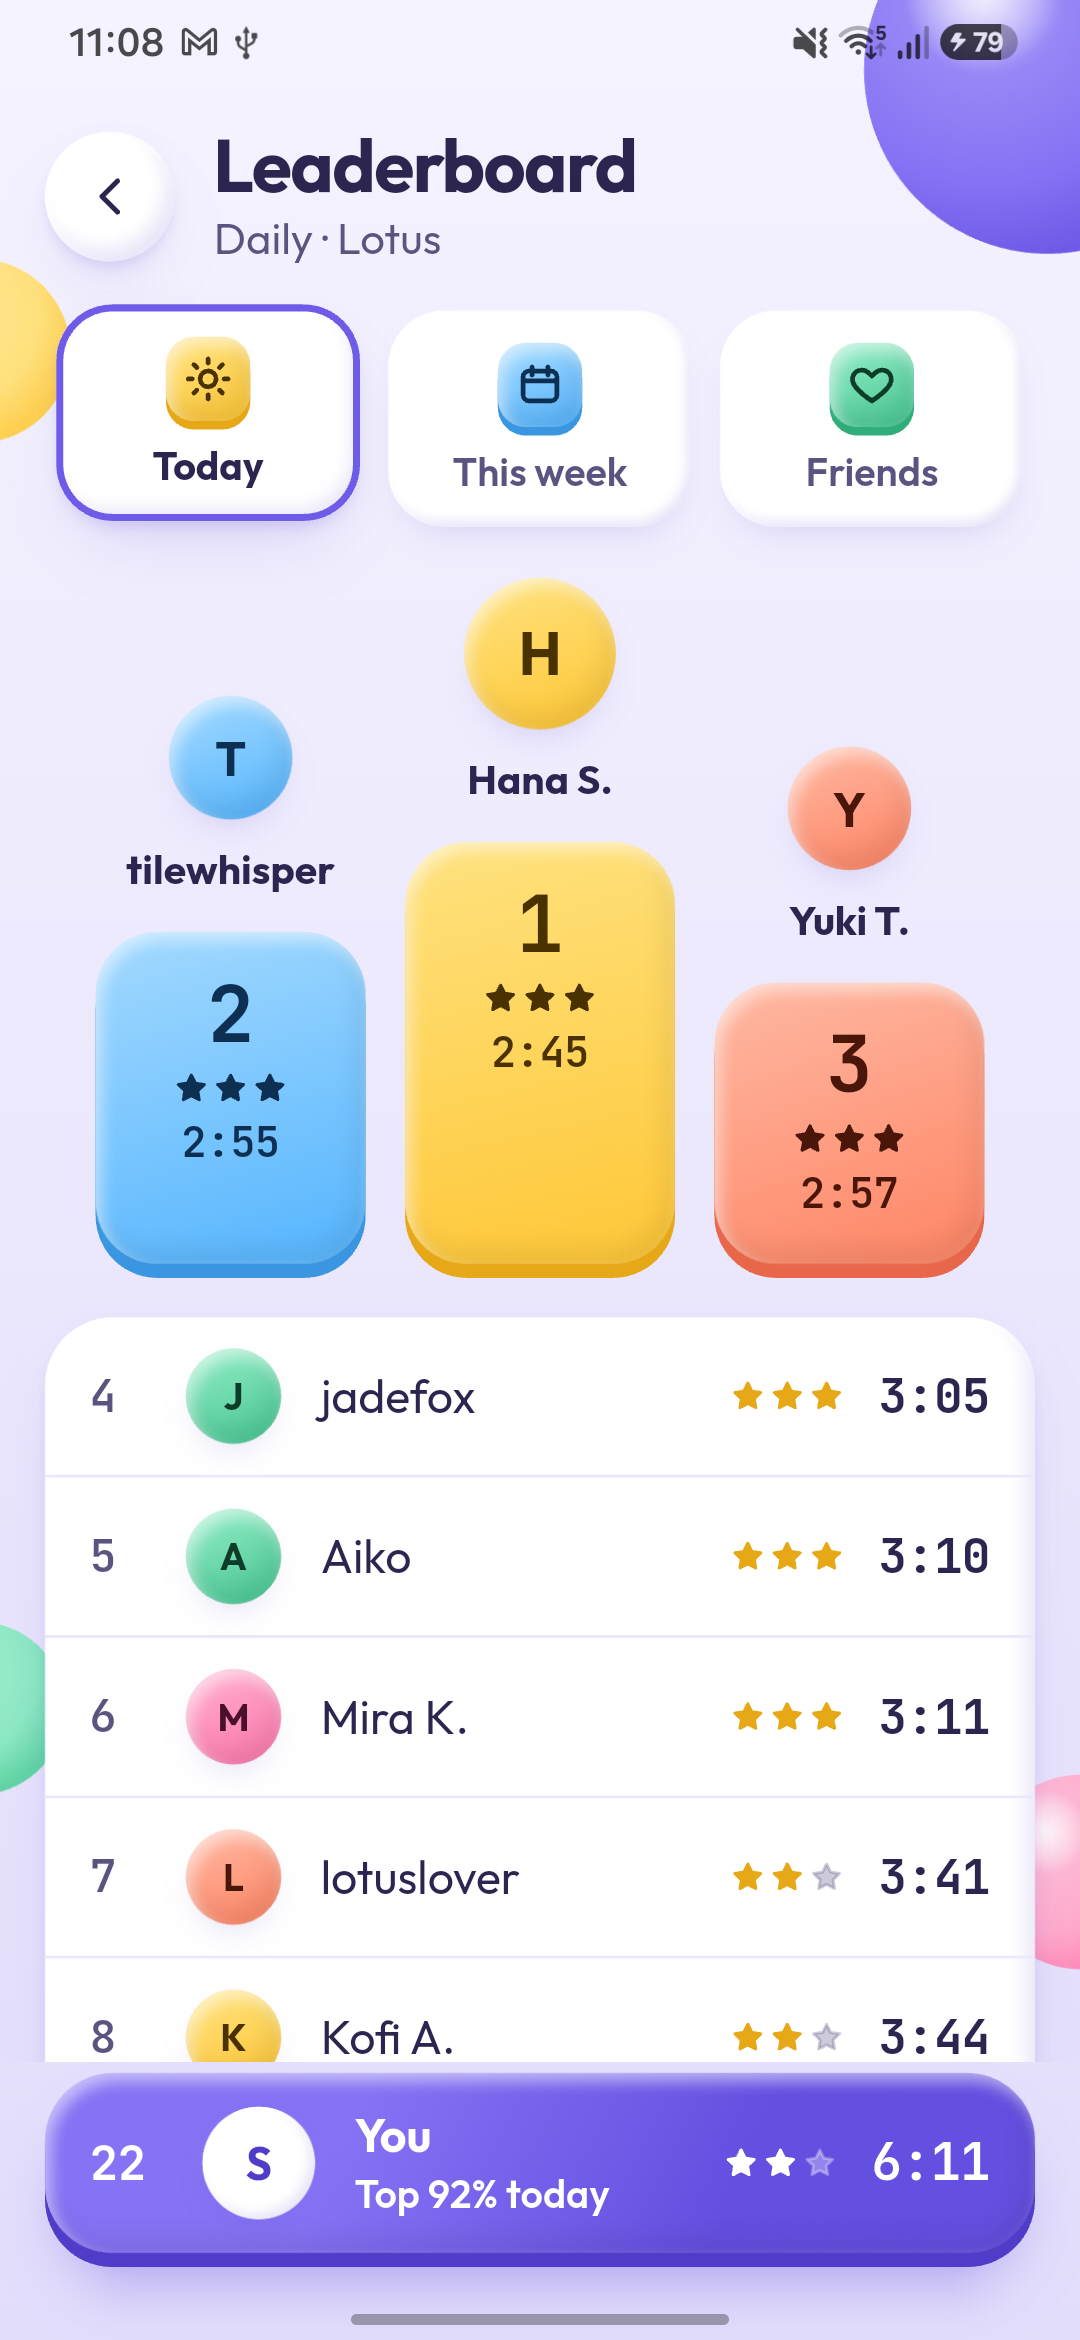 11:08
5
79
Leaderboard
Daily · Lotus
Today
This week
Friends
H
Hana S.
T
tilewhisper
Y
Yuki T.
1
2:45
2
2:55
3
2:57
4 J jadefox 3:05
5 A Aiko 3:10
6 M Mira K. 3:11
7 L lotuslover 3:41
8 K Kofi A. 3:44
22 S You 6:11
Top 92% today